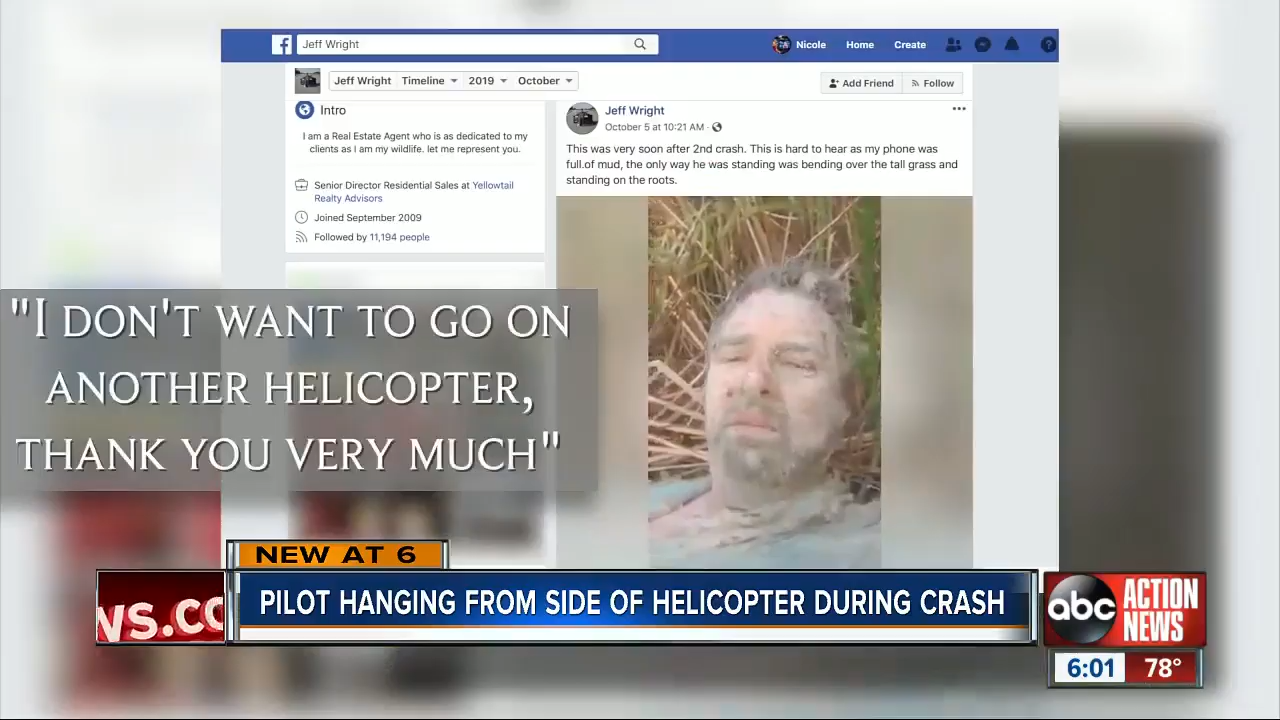 Jeff Wright
Nicole
Home
Create
Jeff Wright
Timeline
2019
October
Add Friend
Follow
Intro
I am a Real Estate Agent who is as dedicated to my
clients as I am my wildlife. let me represent you.
Senior Director Residential Sales at Yellowtail
Realty Advisors
Joined September 2009
Followed by 11,194 people
Jeff Wright
October 5 at 10:21 AM ·
This was very soon after 2nd crash. This is hard to hear as my phone was
full.of mud, the only way he was standing was bending over the tall grass and
standing on the roots.
"I DON'T WANT TO GO ON
ANOTHER HELICOPTER,
THANK YOU VERY MUCH"
NEW AT 6
PILOT HANGING FROM SIDE OF HELICOPTER DURING CRASH
WS.CO
abc
ACTION
NEWS
6:01
78°